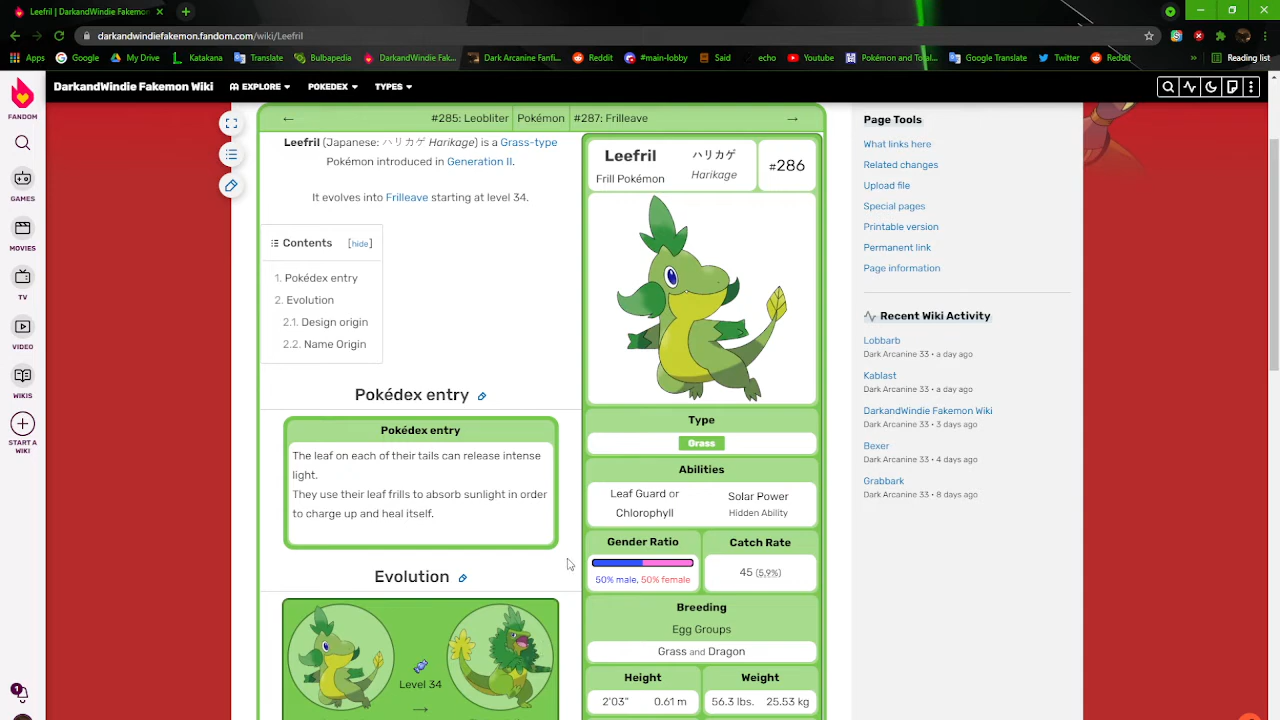 Leefril | DarkandWindie Fakemon
darkandwindiefakemon.fandom.com/wiki/Leefril
Apps
Google
My Drive
Katakana
Translate
Bulbapedia
DarkandWindie Fak...
Dark Arcanine Fanfi...
Reddit
#main-lobby
Said
echo
Youtube
Pokémon and Total...
Google Translate
Twitter
Reddit
»
Reading list
FANDOM
GAMES
MOVIES
TV
VIDEO
WIKIS
START A
WIKI
1
DarkandWindie Fakemon Wiki
EXPLORE
POKEDEX
TYPES
← #285: Leobliter Pokémon #287: Frilleave →
Leefril (Japanese: ハリカゲ Harikage) is a Grass-type
Pokémon introduced in Generation II.
It evolves into Frilleave starting at level 34.
Contents [hide]
1. Pokédex entry
2. Evolution
2.1. Design origin
2.2. Name Origin
Pokédex entry
Pokédex entry
The leaf on each of their tails can release intense
light.
They use their leaf frills to absorb sunlight in order
to charge up and heal itself.
Evolution
Level 34
→
Leefril
Frill Pokémon
ハリカゲ
Harikage
#286
Type
Grass
Abilities
Leaf Guard or
Chlorophyll
Solar Power
Hidden Ability
Gender Ratio
50% male, 50% female
Catch Rate
45 (5.9%)
Breeding
Egg Groups
Grass and Dragon
Height
2'03" 0.61 m
Weight
56.3 lbs. 25.53 kg
Page Tools
What links here
Related changes
Upload file
Special pages
Printable version
Permanent link
Page information
Recent Wiki Activity
Lobbarb
Dark Arcanine 33 • a day ago
Kablast
Dark Arcanine 33 • a day ago
DarkandWindie Fakemon Wiki
Dark Arcanine 33 • 3 days ago
Bexer
Dark Arcanine 33 • 4 days ago
Grabbark
Dark Arcanine 33 • 8 days ago